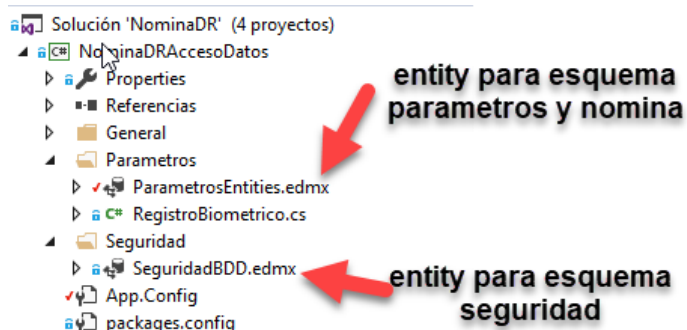 Solución 'NominaDR' (4 proyectos)
C# NominaDRAccesoDatos
Properties
entity para esquema
parametros y nomina
Referencias
General
Parametros
ParametrosEntities.edmx
C# RegistroBiometrico.cs
Seguridad
SeguridadBDD.edmx
entity para esquema
seguridad
App.Config
packages.config